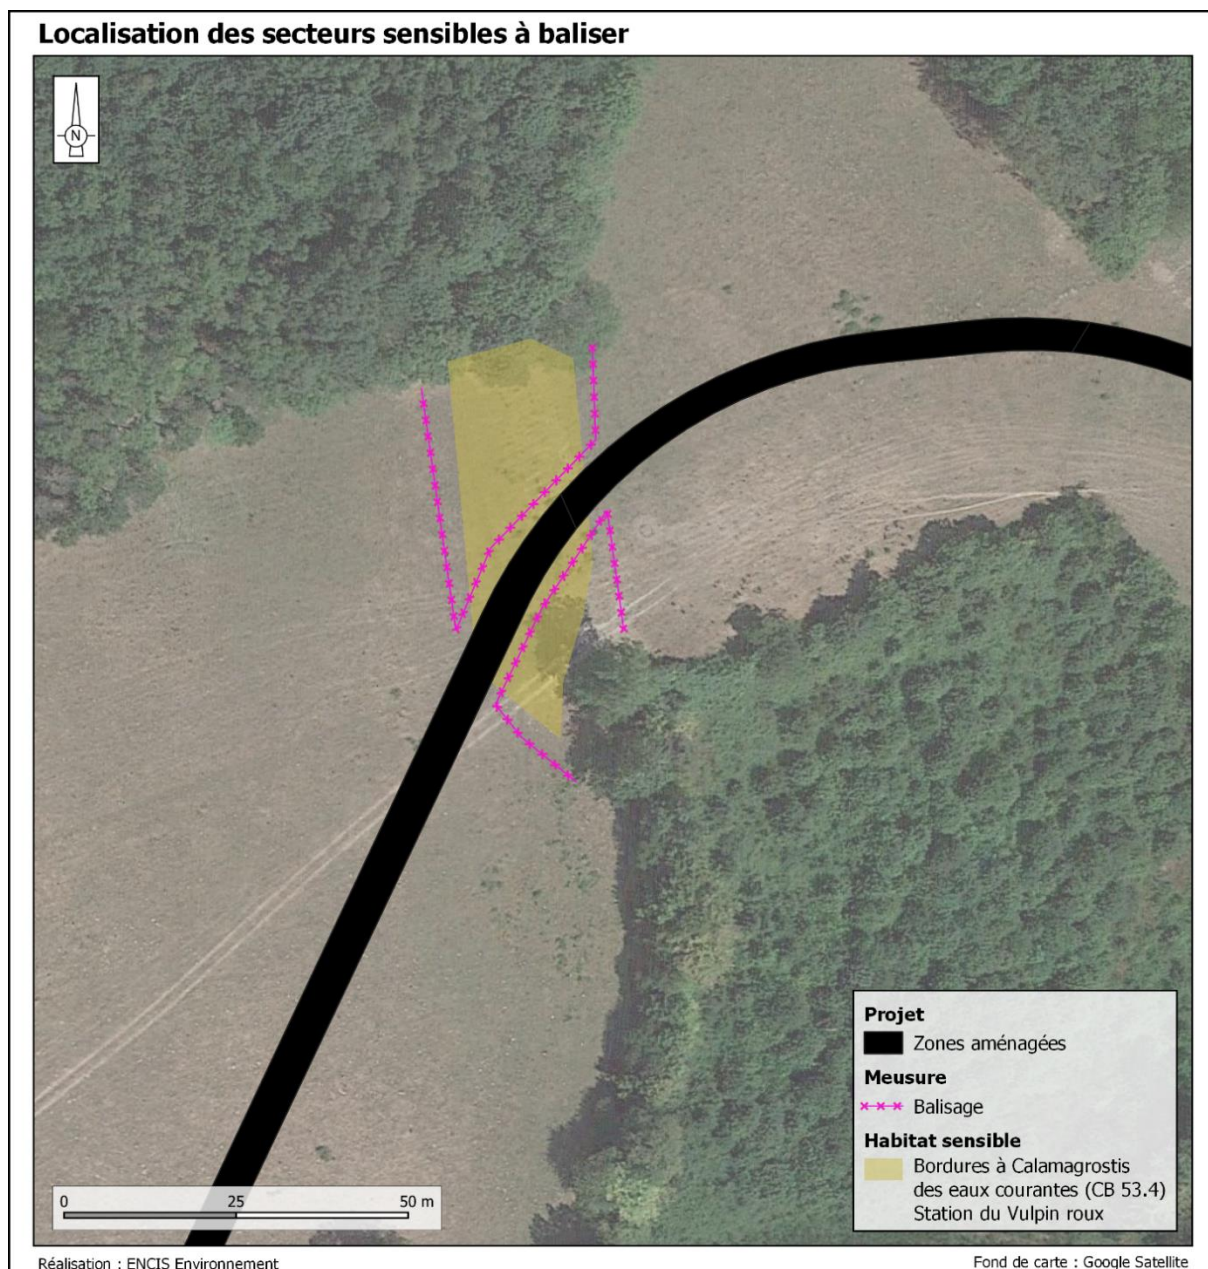 Localisation des secteurs sensibles à baliser
N
Projet
Zones aménagées
Meusure
Balisage
Habitat sensible
Bordures à Calamagrostis
des eaux courantes (CB 53.4)
Station du Vulpin roux
0 25 50 m
Réalisation : ENCIS Environnement
Fond de carte : Google Satellite